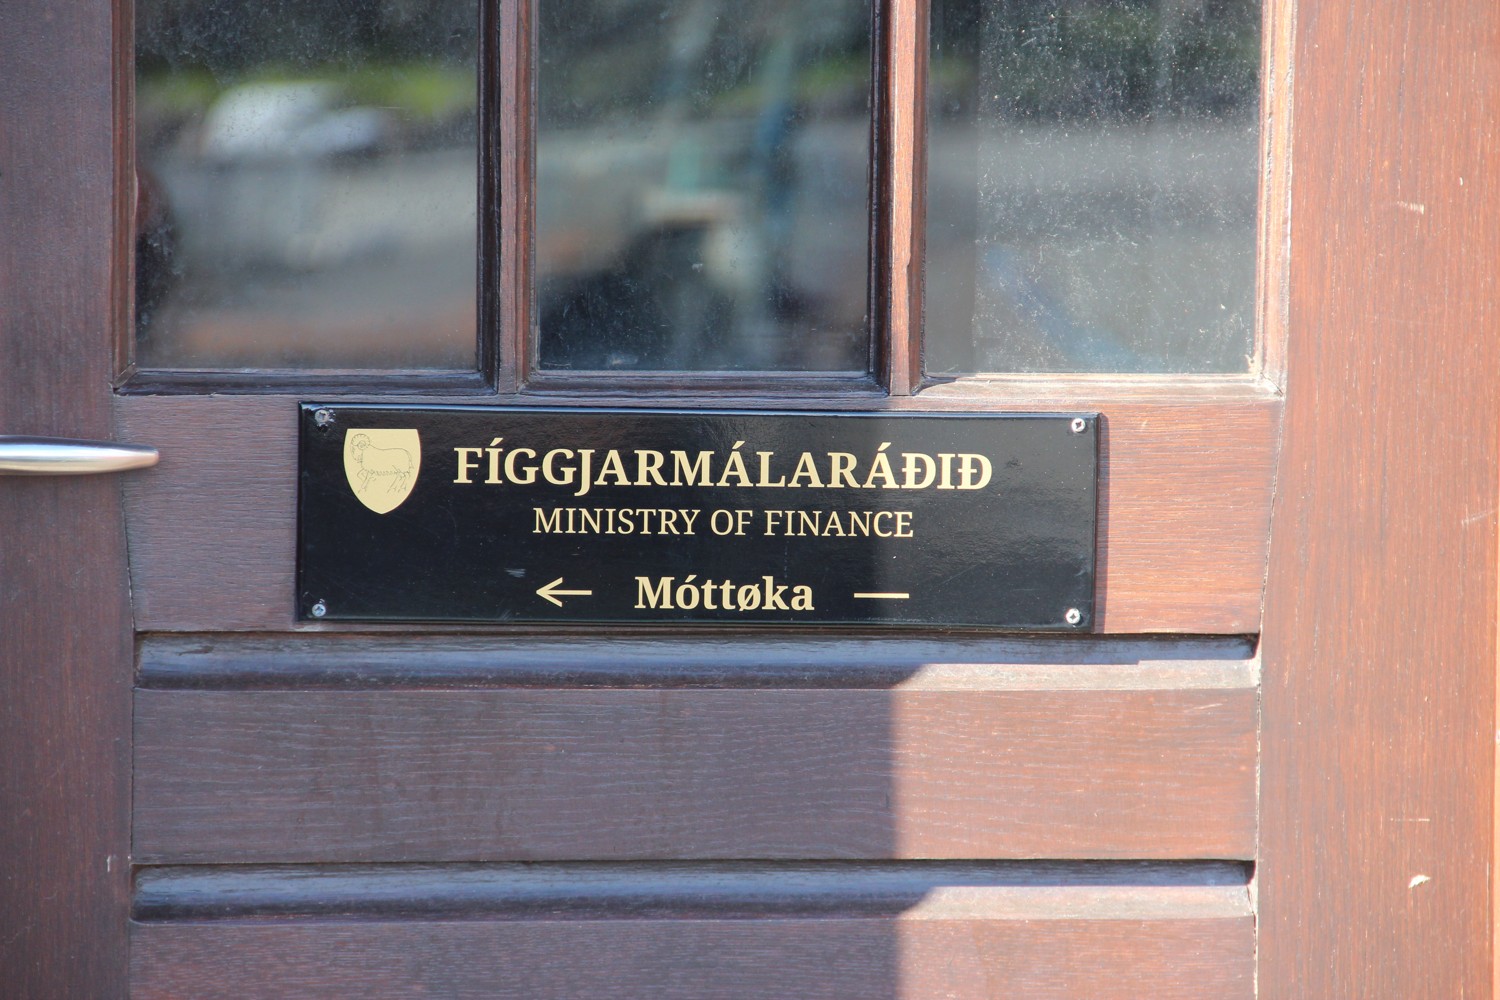 FÍGGJARMÁLARÁÐIÐ
MINISTRY OF FINANCE
← Móttøka —